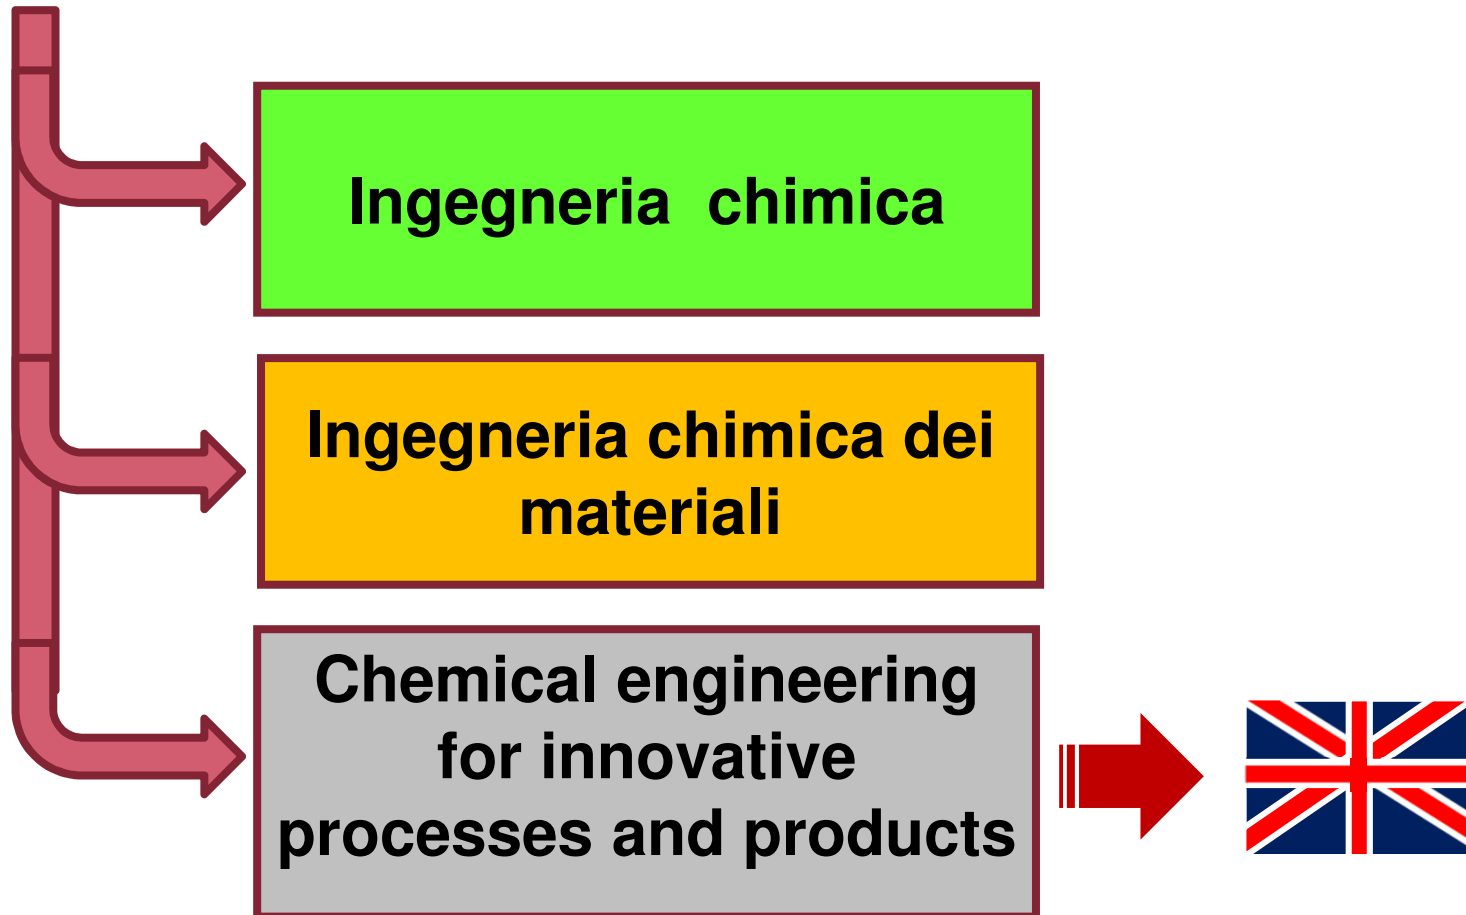 Ingegneria chimica
Ingegneria chimica dei
materiali
Chemical engineering
for innovative
processes and products